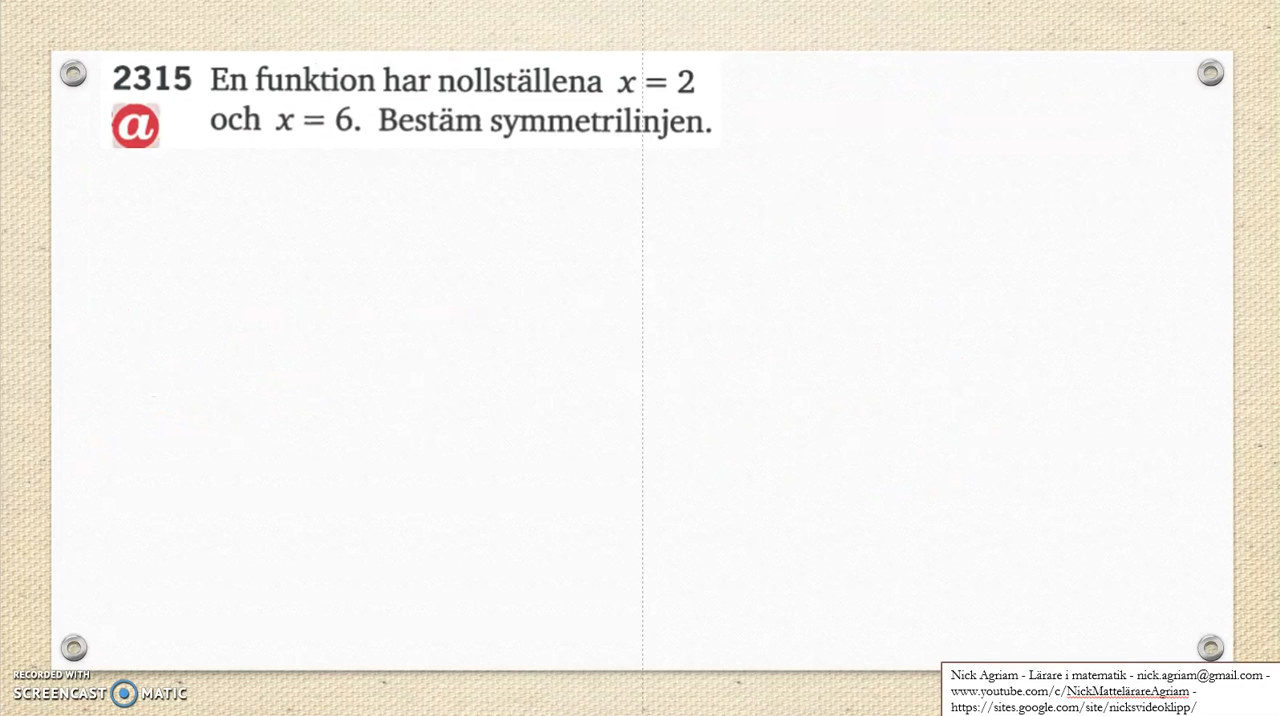 2315 En funktion har nollställena x = 2
a och x = 6. Bestäm symmetrilinjen.
RECORDED WITH
SCREENCAST MATIC
Nick Agriam - Lärare i matematik - nick.agriam@gmail.com -
www.youtube.com/c/NickMattelärareAgriam -
https://sites.google.com/site/nicksvideoklipp/